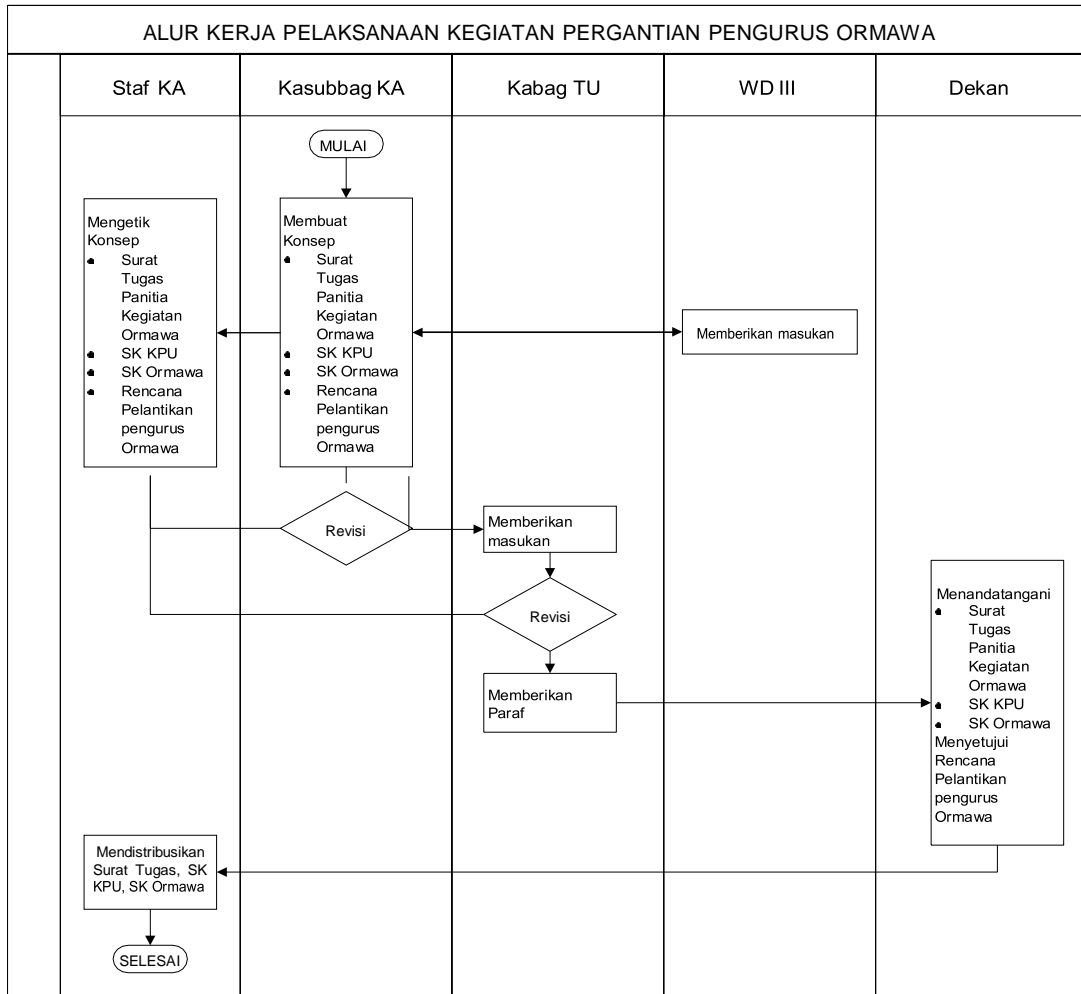 ALUR KERJA PELAKSANAAN KEGIATAN PERGANTIAN PENGURUS ORMAWA
Staf KA
Kasubbag KA
Kabag TU
WD III
Dekan
MULAI
Mengetik
Konsep
Surat
Tugas
Panitia
Kegiatan
Ormawa
SK KPU
SK Ormawa
Rencana
Pelantikan
pengurus
Ormawa
Membuat
Konsep
Surat
Tugas
Panitia
Kegiatan
Ormawa
SK KPU
SK Ormawa
Rencana
Pelantikan
pengurus
Ormawa
Memberikan masukan
Revisi
Memberikan
masukan
Revisi
Memberikan
Paraf
Menandatangani
Surat
Tugas
Panitia
Kegiatan
Ormawa
SK KPU
SK Ormawa
Menyetujui
Rencana
Pelantikan
pengurus
Ormawa
Mendistribusikan
Surat Tugas, SK
KPU, SK Ormawa
SELESAI